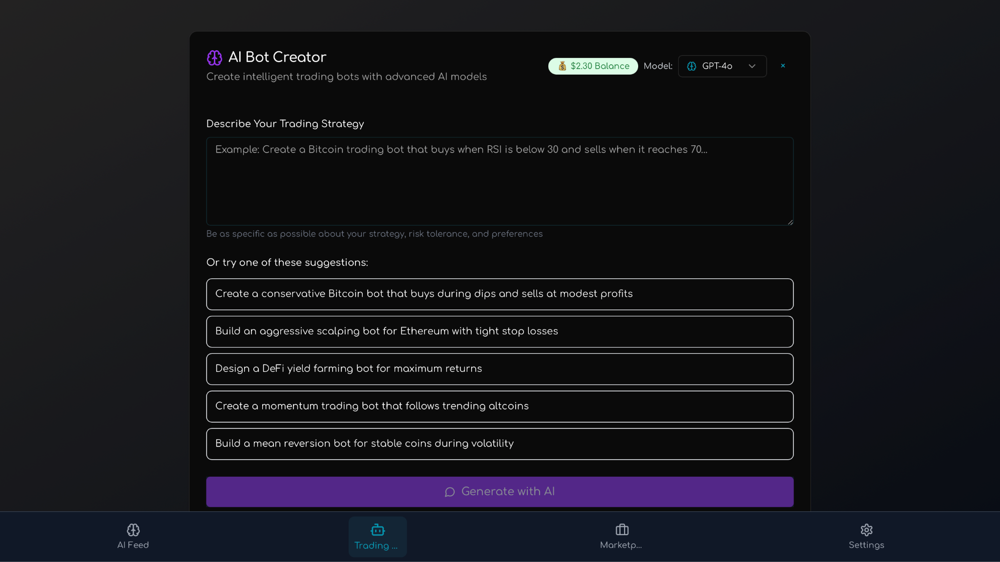 AI Bot Creator
Create intelligent trading bots with advanced AI models
💰 $2.30 Balance
Model:
GPT-4o
×
Describe Your Trading Strategy
Example: Create a Bitcoin trading bot that buys when RSI is below 30 and sells when it reaches 70...
Be as specific as possible about your strategy, risk tolerance, and preferences
Or try one of these suggestions:
Create a conservative Bitcoin bot that buys during dips and sells at modest profits
Build an aggressive scalping bot for Ethereum with tight stop losses
Design a DeFi yield farming bot for maximum returns
Create a momentum trading bot that follows trending altcoins
Build a mean reversion bot for stable coins during volatility
Generate with AI
AI Feed
Trading ...
Marketp...
Settings